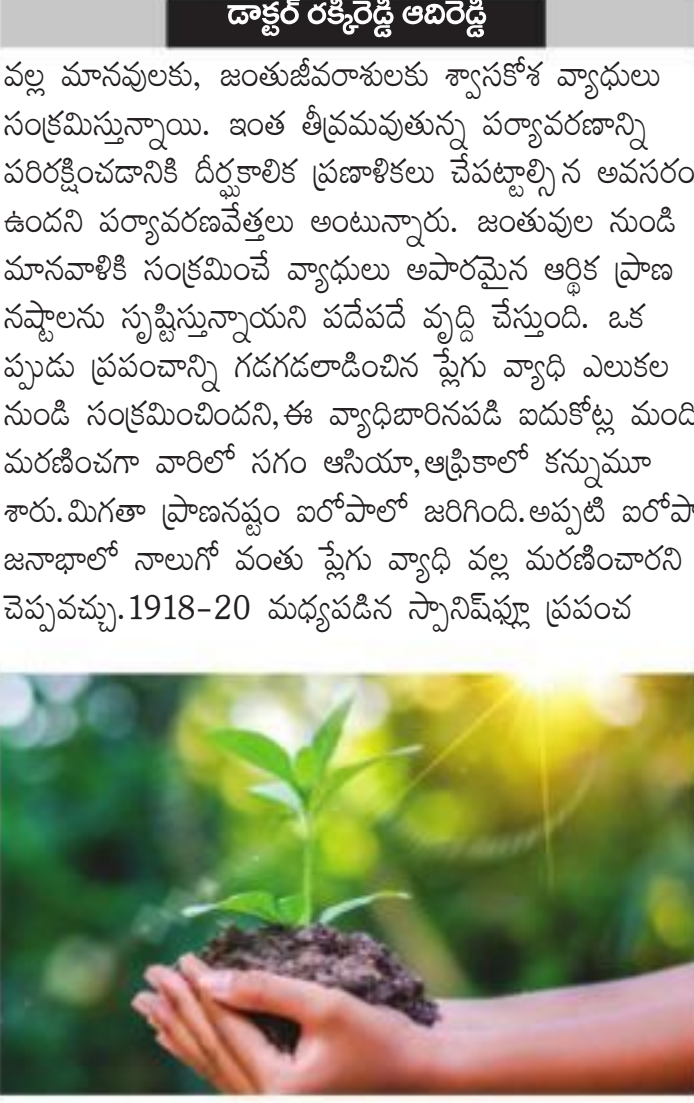 డాక్టర్ రక్కిరెడ్డి ఆదిరెడ్డి
వల్ల మానవులకు, జంతుజీవరాశులకు శ్వాసకోశ వ్యాధులు
సంక్రమిస్తున్నాయి. ఇంత తీవ్రమవుతున్న పర్యావరణాన్ని
పరిరక్షించడానికి దీర్ఘకాలిక ప్రణాళికలు చేపట్టాల్సిన అవసరం
ఉందని పర్యావరణవేత్తలు అంటున్నారు. జంతువుల నుండి
మానవాళికి సంక్రమించే వ్యాధులు అపారమైన ఆర్థిక ప్రాణ
నష్టాలను సృష్టిస్తున్నాయని పదేపదే వృద్ధి చేస్తుంది. ఒక
ప్పుడు ప్రపంచాన్ని గడగడలాడించిన ప్లేగు వ్యాధి ఎలుకల
నుండి సంక్రమించిందని,ఈ వ్యాధిబారినపడి ఐదుకోట్ల మంది
మరణించగా వారిలో సగం ఆసియా,ఆఫ్రికాలో కన్నుమూ
శారు.మిగతా ప్రాణనష్టం ఐరోపాలో జరిగింది.అప్పటి ఐరోపా
జనాభాలో నాలుగో వంతు ప్లేగు వ్యాధి వల్ల మరణించారని
చెప్పవచ్చు.1918-20 మధ్యపడిన స్పానిష్‌ఫ్లూ ప్రపంచ